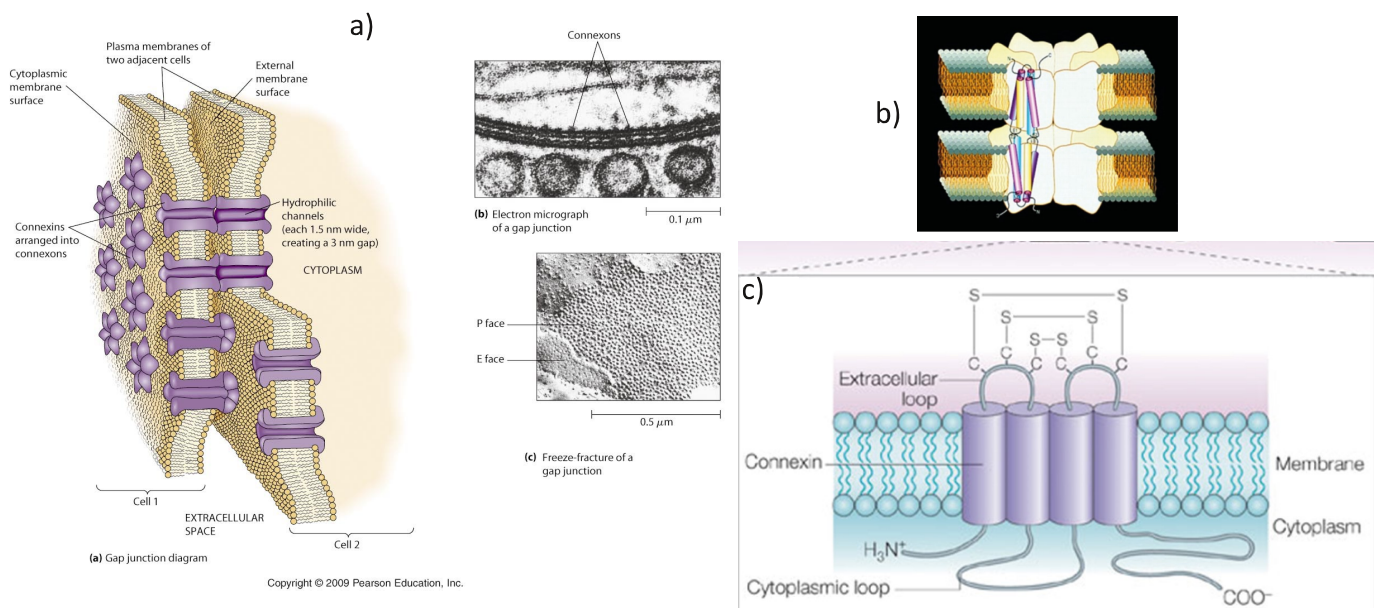 a)
Plasma membranes of
two adjacent cells
Cytoplasmic
membrane
surface
External
membrane
surface
Connexins
arranged into
connexons
Hydrophilic
channels
(each 1.5 nm wide,
creating a 3 nm gap)
CYTOPLASM
Cell 1
EXTRACELLULAR
SPACE
Cell 2
(a) Gap junction diagram
Copyright © 2009 Pearson Education, Inc.
Connexons
(b) Electron micrograph
of a gap junction
0.1 μm
P face
E face
0.5 μm
(c) Freeze-fracture of a
gap junction
b)
c)
S S
S S
S–S
C C C C C C
Extracellular
loop
Connexin
Membrane
Cytoplasm
H₃N⁺
Cytoplasmic loop
COO⁻